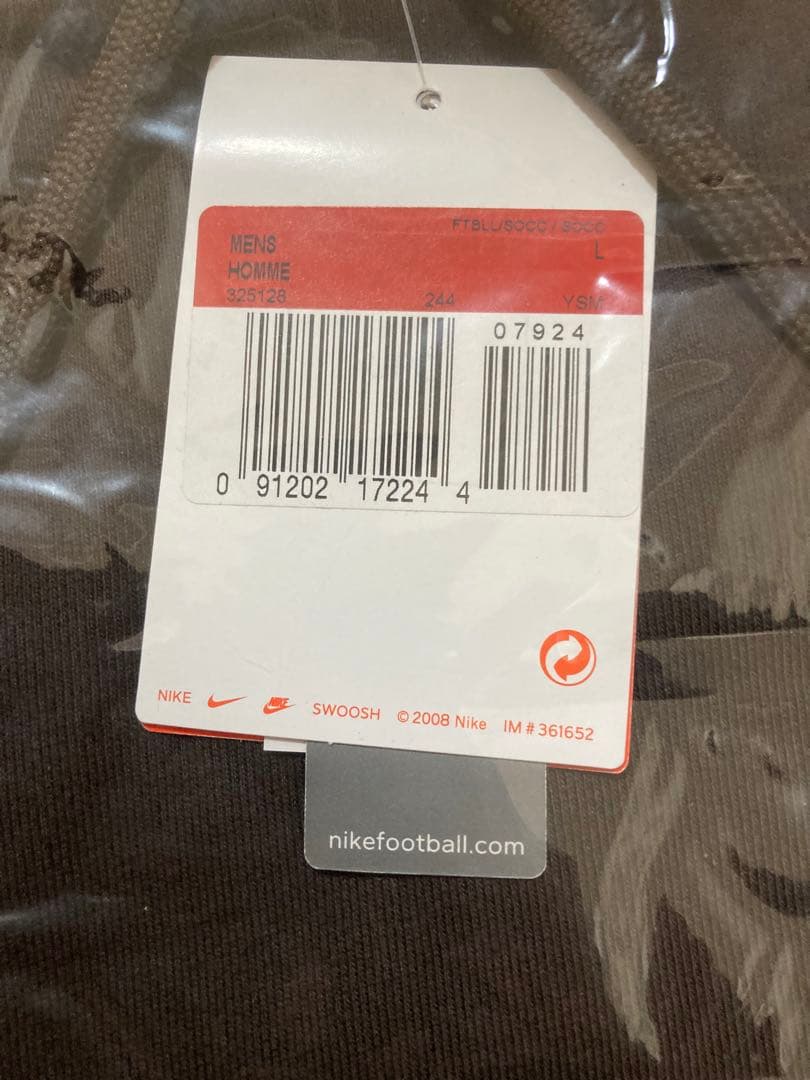 FTBLL/SOCC / SOCC
MENS L
HOMME
325128 244 YSM
07924
0 91202 17224 4
NIKE NIKE SWOOSH © 2008 Nike IM # 361652
nikefootball.com